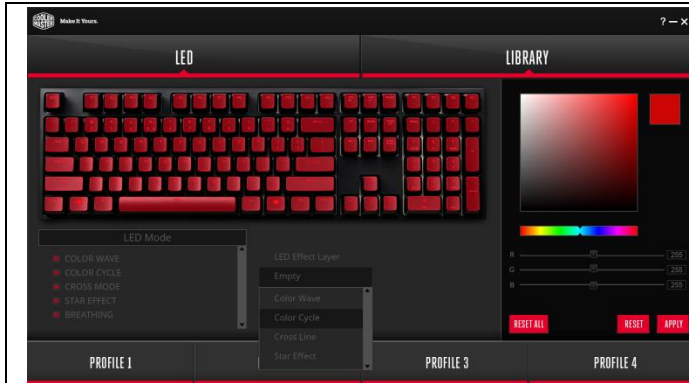 COOLER MASTER
Make It Yours.
? – ×
LED
LIBRARY
LED Mode
COLOR WAVE
COLOR CYCLE
CROSS MODE
STAR EFFECT
BREATHING
LED Effect Layer
Empty
Color Wave
Color Cycle
Cross Line
Star Effect
R 255
G 255
B 255
RESET ALL
RESET
APPLY
PROFILE 1
PROFILE 3
PROFILE 4